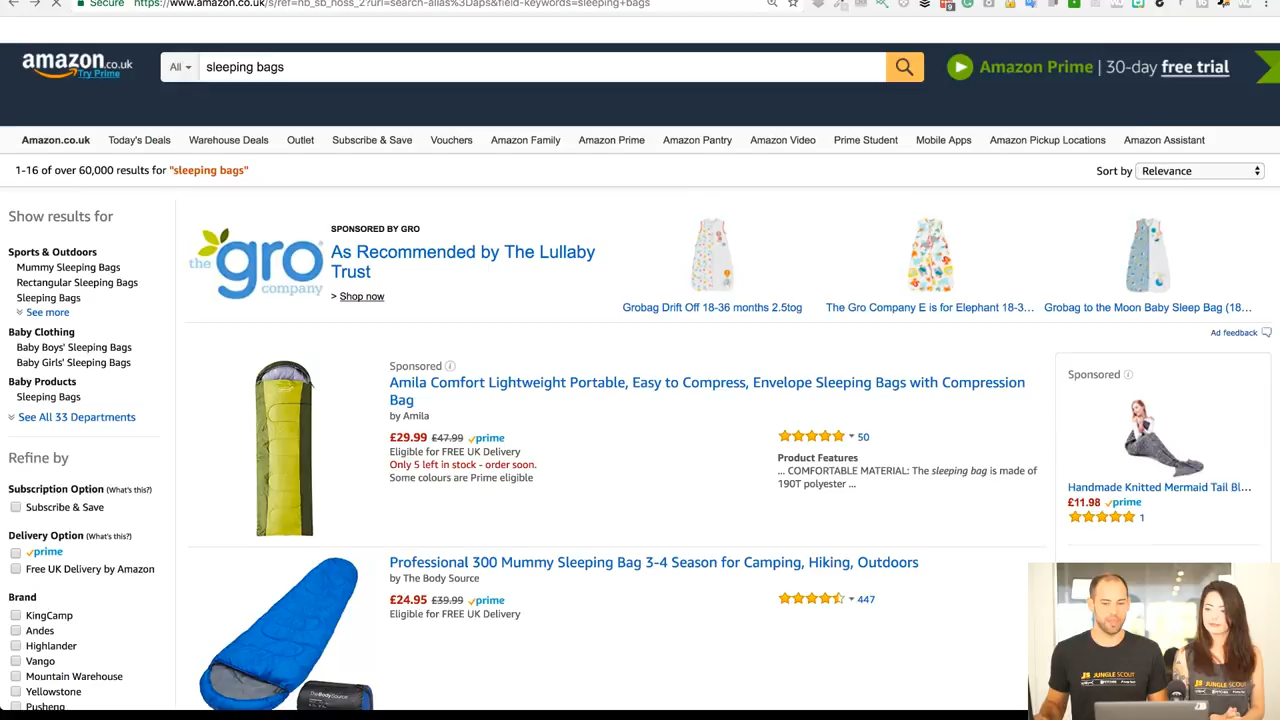 Secure
https://www.amazon.co.uk/s/ref=nb_sb_noss_2?url=search-alias%3Daps&field-keywords=sleeping+bags
amazon.co.uk
Try Prime
All
sleeping bags
Amazon Prime | 30-day free trial
Amazon.co.uk Today's Deals Warehouse Deals Outlet Subscribe & Save Vouchers Amazon Family Amazon Prime Amazon Pantry Amazon Video Prime Student Mobile Apps Amazon Pickup Locations Amazon Assistant
1-16 of over 60,000 results for "sleeping bags"
Sort by Relevance
Show results for
Sports & Outdoors
Mummy Sleeping Bags
Rectangular Sleeping Bags
Sleeping Bags
See more
Baby Clothing
Baby Boys' Sleeping Bags
Baby Girls' Sleeping Bags
Baby Products
Sleeping Bags
See All 33 Departments
Refine by
Subscription Option (What's this?)
Subscribe & Save
Delivery Option (What's this?)
prime
Free UK Delivery by Amazon
Brand
KingCamp
Andes
Highlander
Vango
Mountain Warehouse
Yellowstone
Pusheng
the gro company
SPONSORED BY GRO
As Recommended by The Lullaby
Trust
> Shop now
Grobag Drift Off 18-36 months 2.5tog
The Gro Company E is for Elephant 18-3...
Grobag to the Moon Baby Sleep Bag (18...
Ad feedback
Sponsored
Amila Comfort Lightweight Portable, Easy to Compress, Envelope Sleeping Bags with Compression
Bag
by Amila
£29.99 £47.99 prime
Eligible for FREE UK Delivery
Only 5 left in stock - order soon.
Some colours are Prime eligible
50
Product Features
... COMFORTABLE MATERIAL: The sleeping bag is made of
190T polyester ...
Professional 300 Mummy Sleeping Bag 3-4 Season for Camping, Hiking, Outdoors
by The Body Source
£24.95 £39.99 prime
Eligible for FREE UK Delivery
447
TheBodySource
Sponsored
Handmade Knitted Mermaid Tail Bl...
£11.98 prime
1
JUNGLE SCOUT
JUNGLE SCOUT